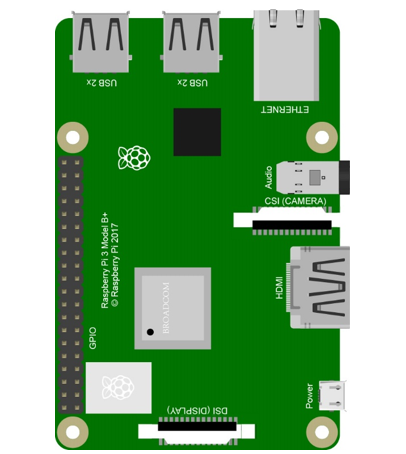 USB 2x
USB 2x
ETHERNET
Audio
CSI (CAMERA)
Raspberry Pi 3 Model B+
© Raspberry Pi 2017
HDMI
BROADCOM
GPIO
Power
DSI (DISPLAY)